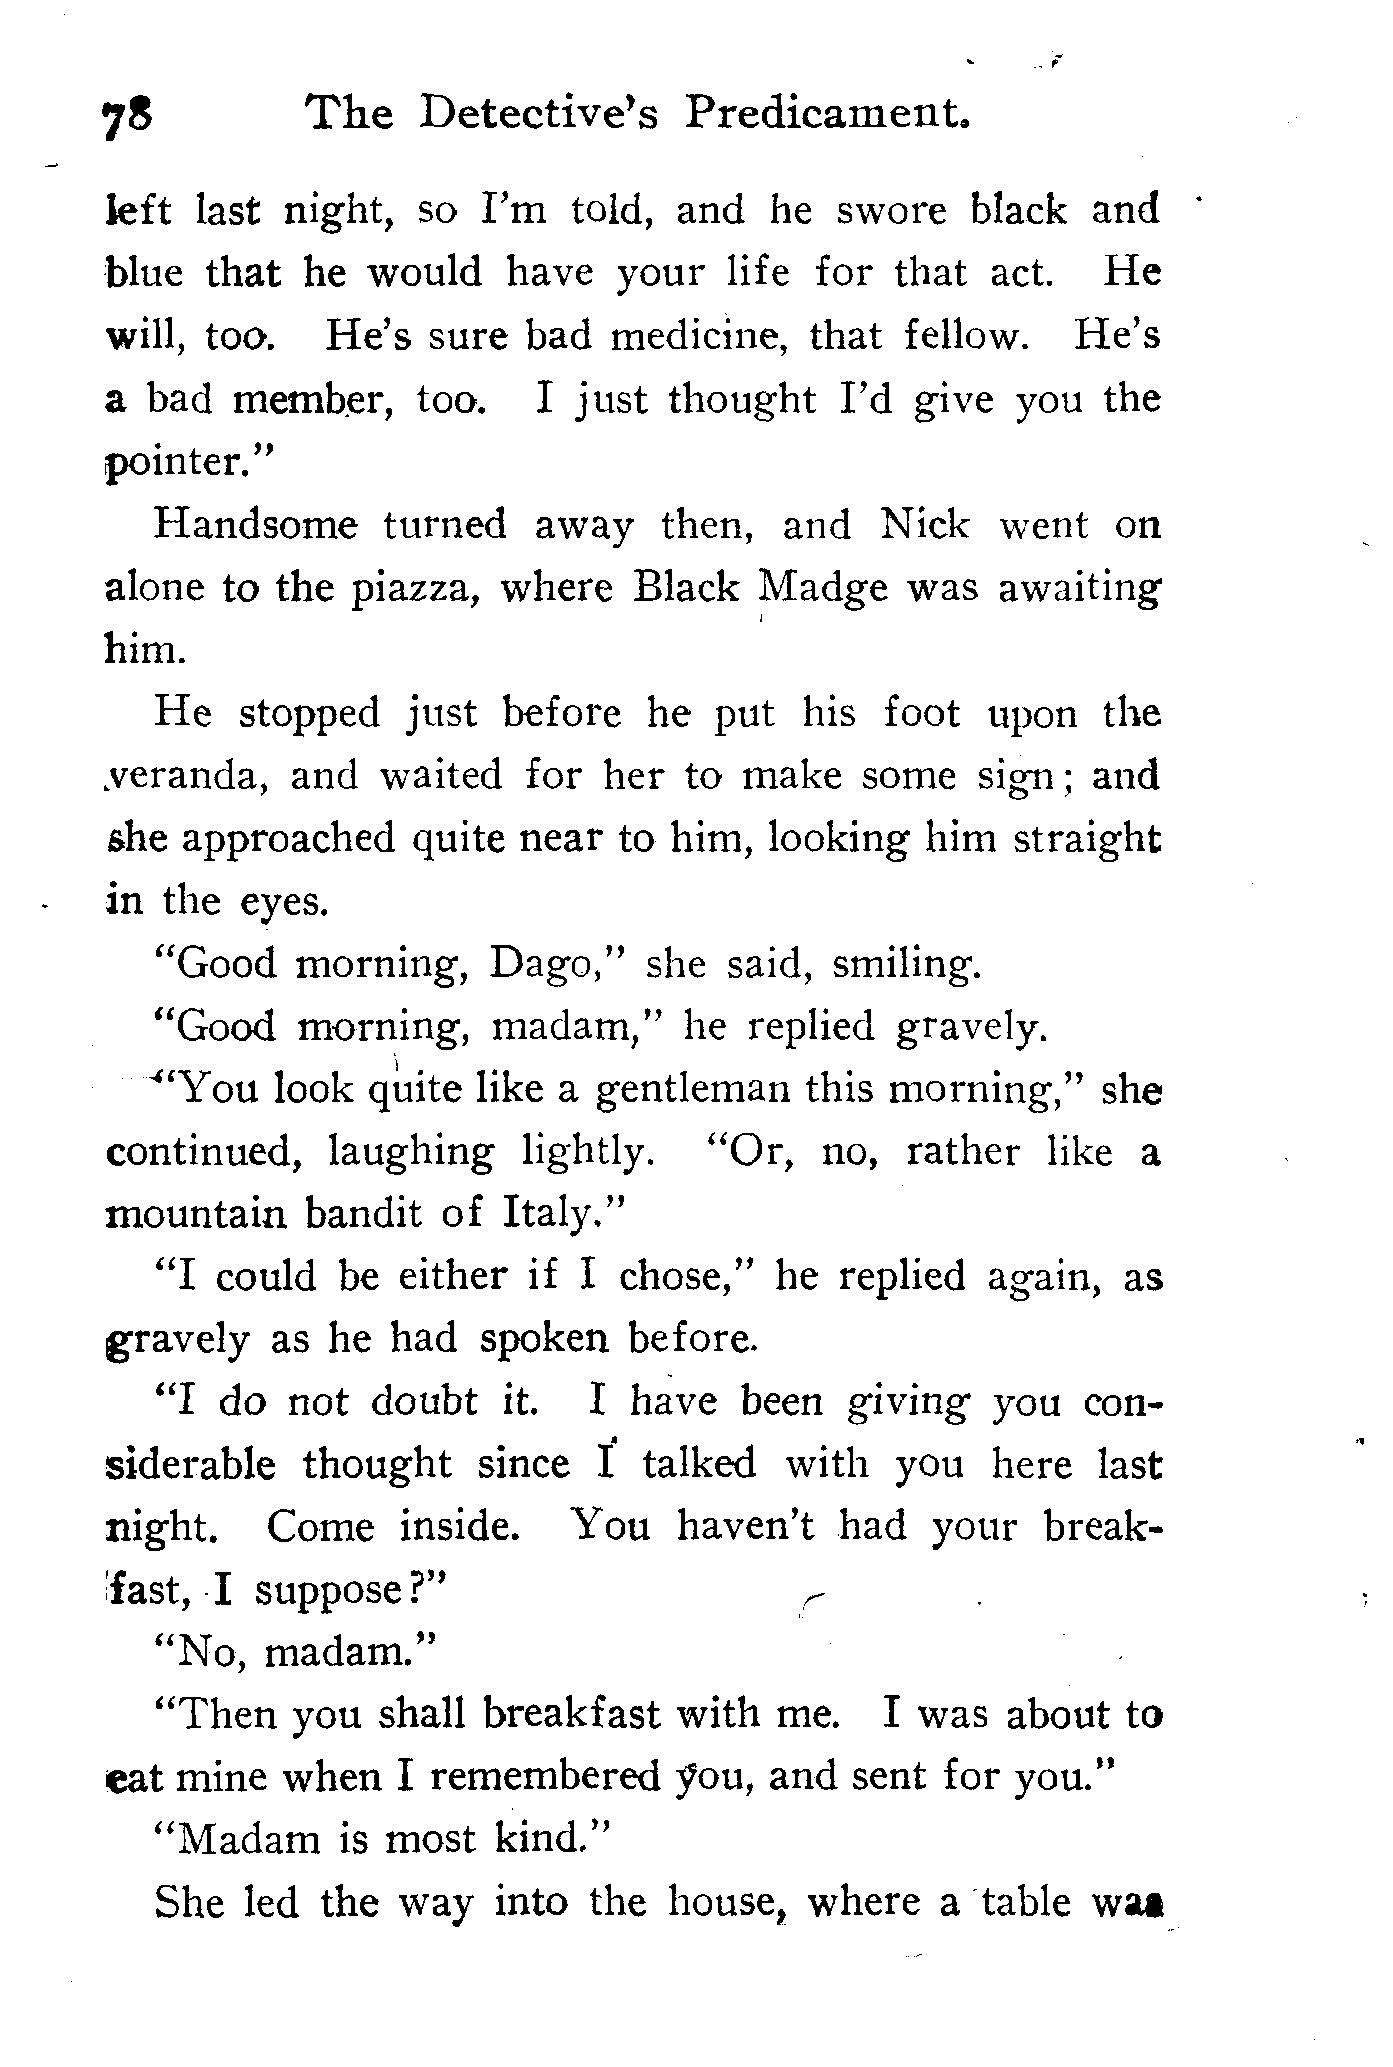 78 The Detective's Predicament.
left last night, so I'm told, and he swore black and
blue that he would have your life for that act. He
will, too. He's sure bad medicine, that fellow. He's
a bad member, too. I just thought I'd give you the
pointer."
Handsome turned away then, and Nick went on
alone to the piazza, where Black Madge was awaiting
him.
He stopped just before he put his foot upon the
veranda, and waited for her to make some sign; and
she approached quite near to him, looking him straight
in the eyes.
"Good morning, Dago," she said, smiling.
"Good morning, madam," he replied gravely.
"You look quite like a gentleman this morning," she
continued, laughing lightly. "Or, no, rather like a
mountain bandit of Italy."
"I could be either if I chose," he replied again, as
gravely as he had spoken before.
"I do not doubt it. I have been giving you con-
siderable thought since I talked with you here last
night. Come inside. You haven't had your break-
fast, I suppose?"
"No, madam."
"Then you shall breakfast with me. I was about to
eat mine when I remembered you, and sent for you."
"Madam is most kind."
She led the way into the house, where a table was